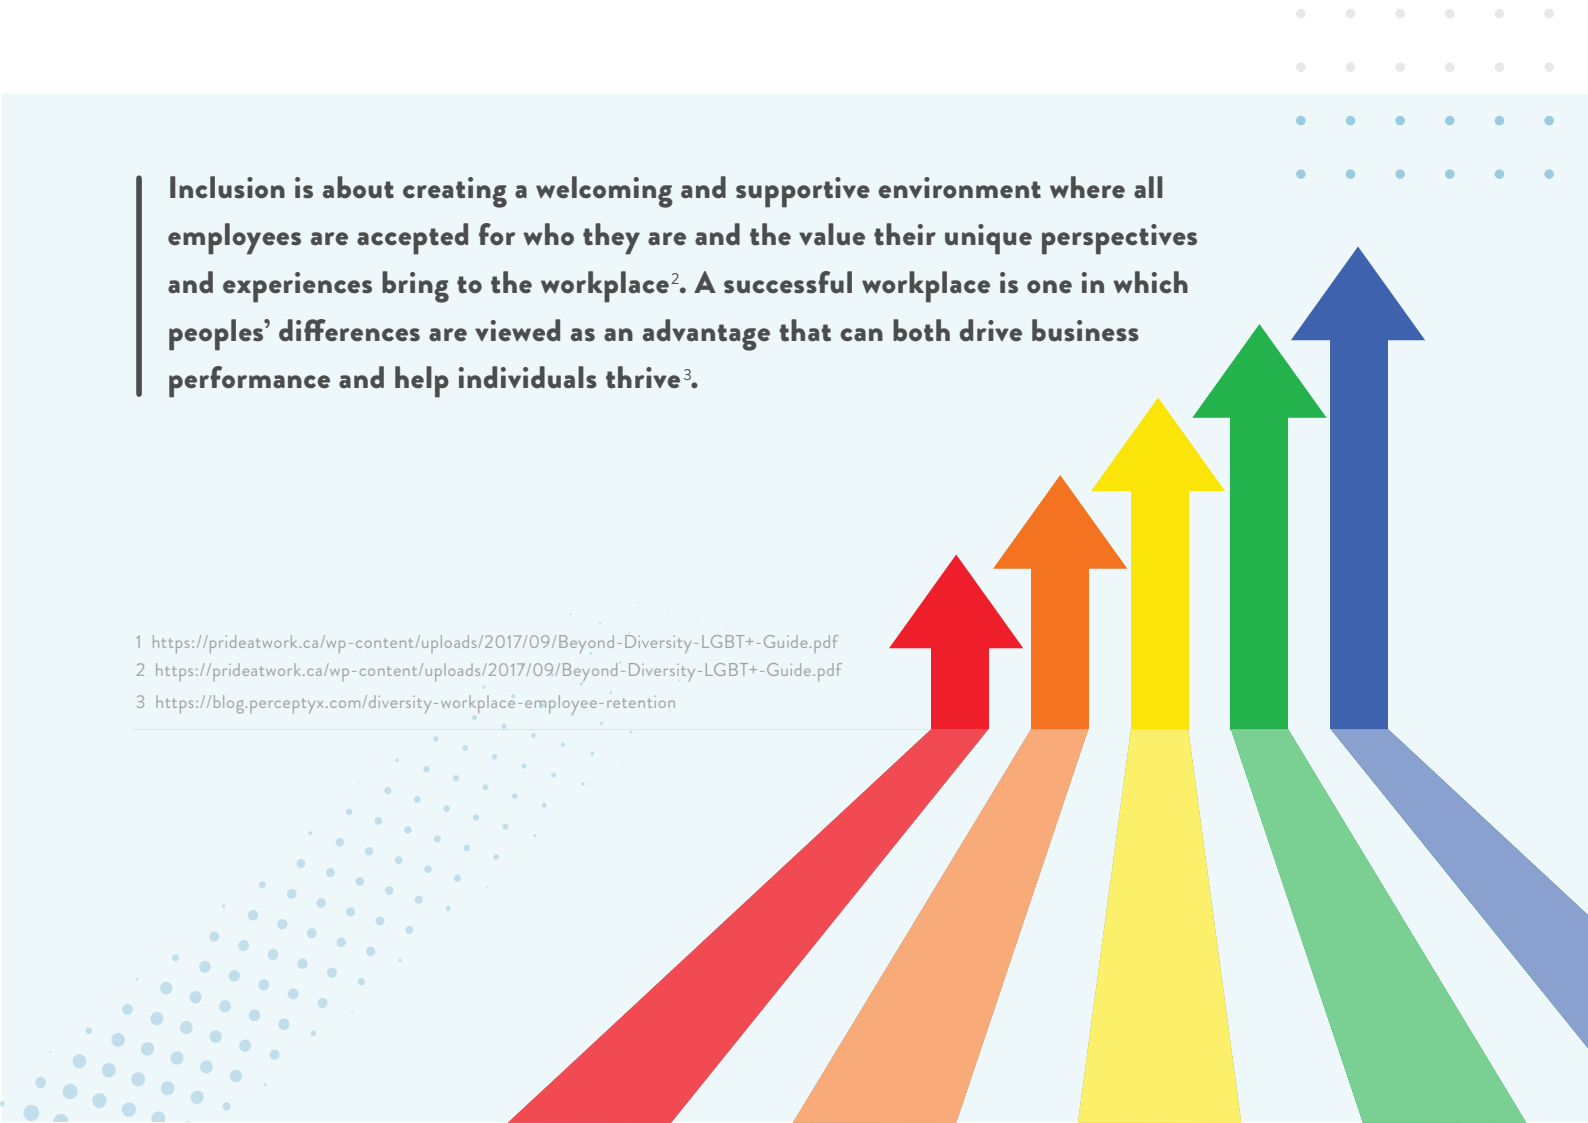 Inclusion is about creating a welcoming and supportive environment where all
employees are accepted for who they are and the value their unique perspectives
and experiences bring to the workplace². A successful workplace is one in which
peoples’ differences are viewed as an advantage that can both drive business
performance and help individuals thrive³.
1 https://prideatwork.ca/wp-content/uploads/2017/09/Beyond-Diversity-LGBT+-Guide.pdf
2 https://prideatwork.ca/wp-content/uploads/2017/09/Beyond-Diversity-LGBT+-Guide.pdf
3 https://blog.perceptyx.com/diversity-workplace-employee-retention